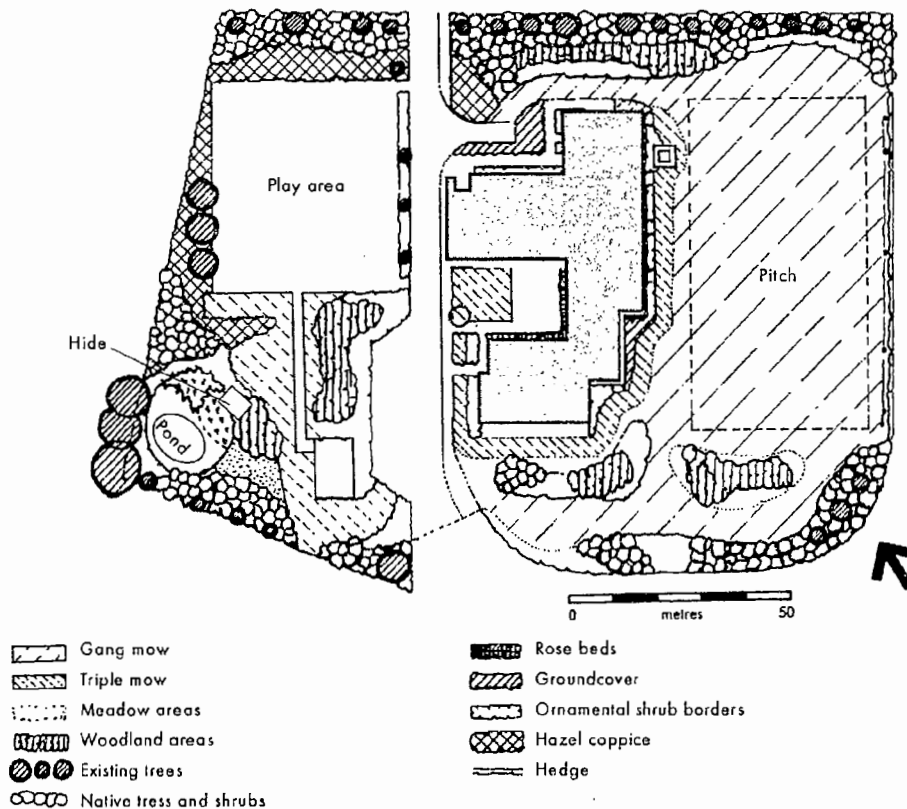 Play area
Pitch
Hide
Pond
0 metres 50
Gang mow
Triple mow
Meadow areas
Woodland areas
Existing trees
Native tress and shrubs
Rose beds
Groundcover
Ornamental shrub borders
Hazel coppice
Hedge